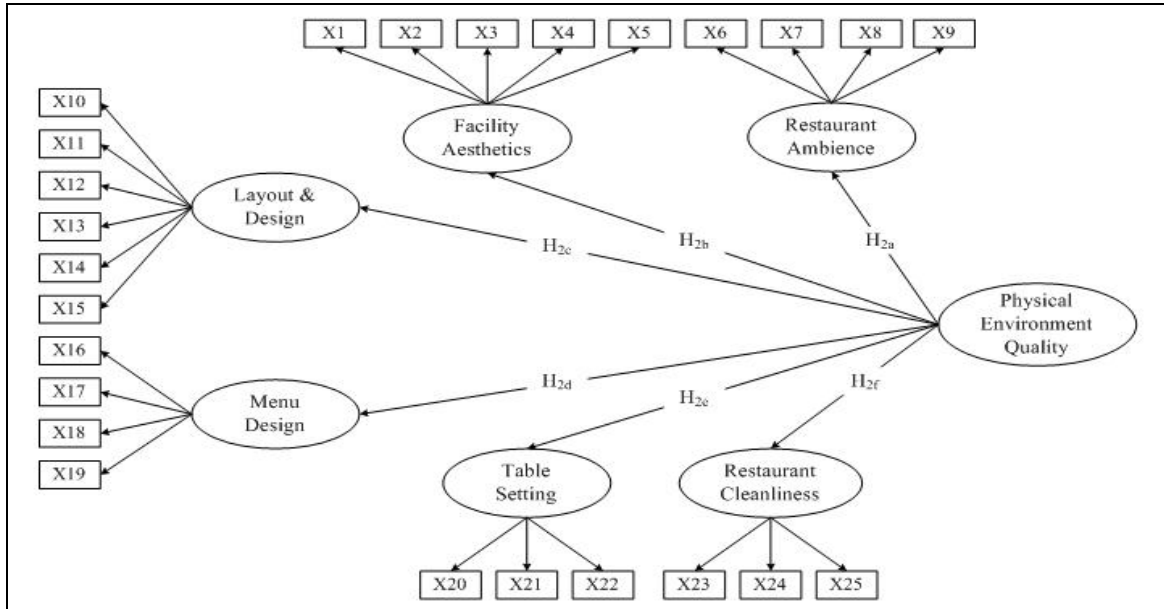 X1 X2 X3 X4 X5 X6 X7 X8 X9
X10
X11
X12
X13
X14
X15
X16
X17
X18
X19
Facility
Aesthetics
Restaurant
Ambience
Layout &
Design
H2c
H2b
H2a
Physical
Environment
Quality
H2d
H2e
H2f
Menu
Design
Table
Setting
Restaurant
Cleanliness
X20 X21 X22 X23 X24 X25